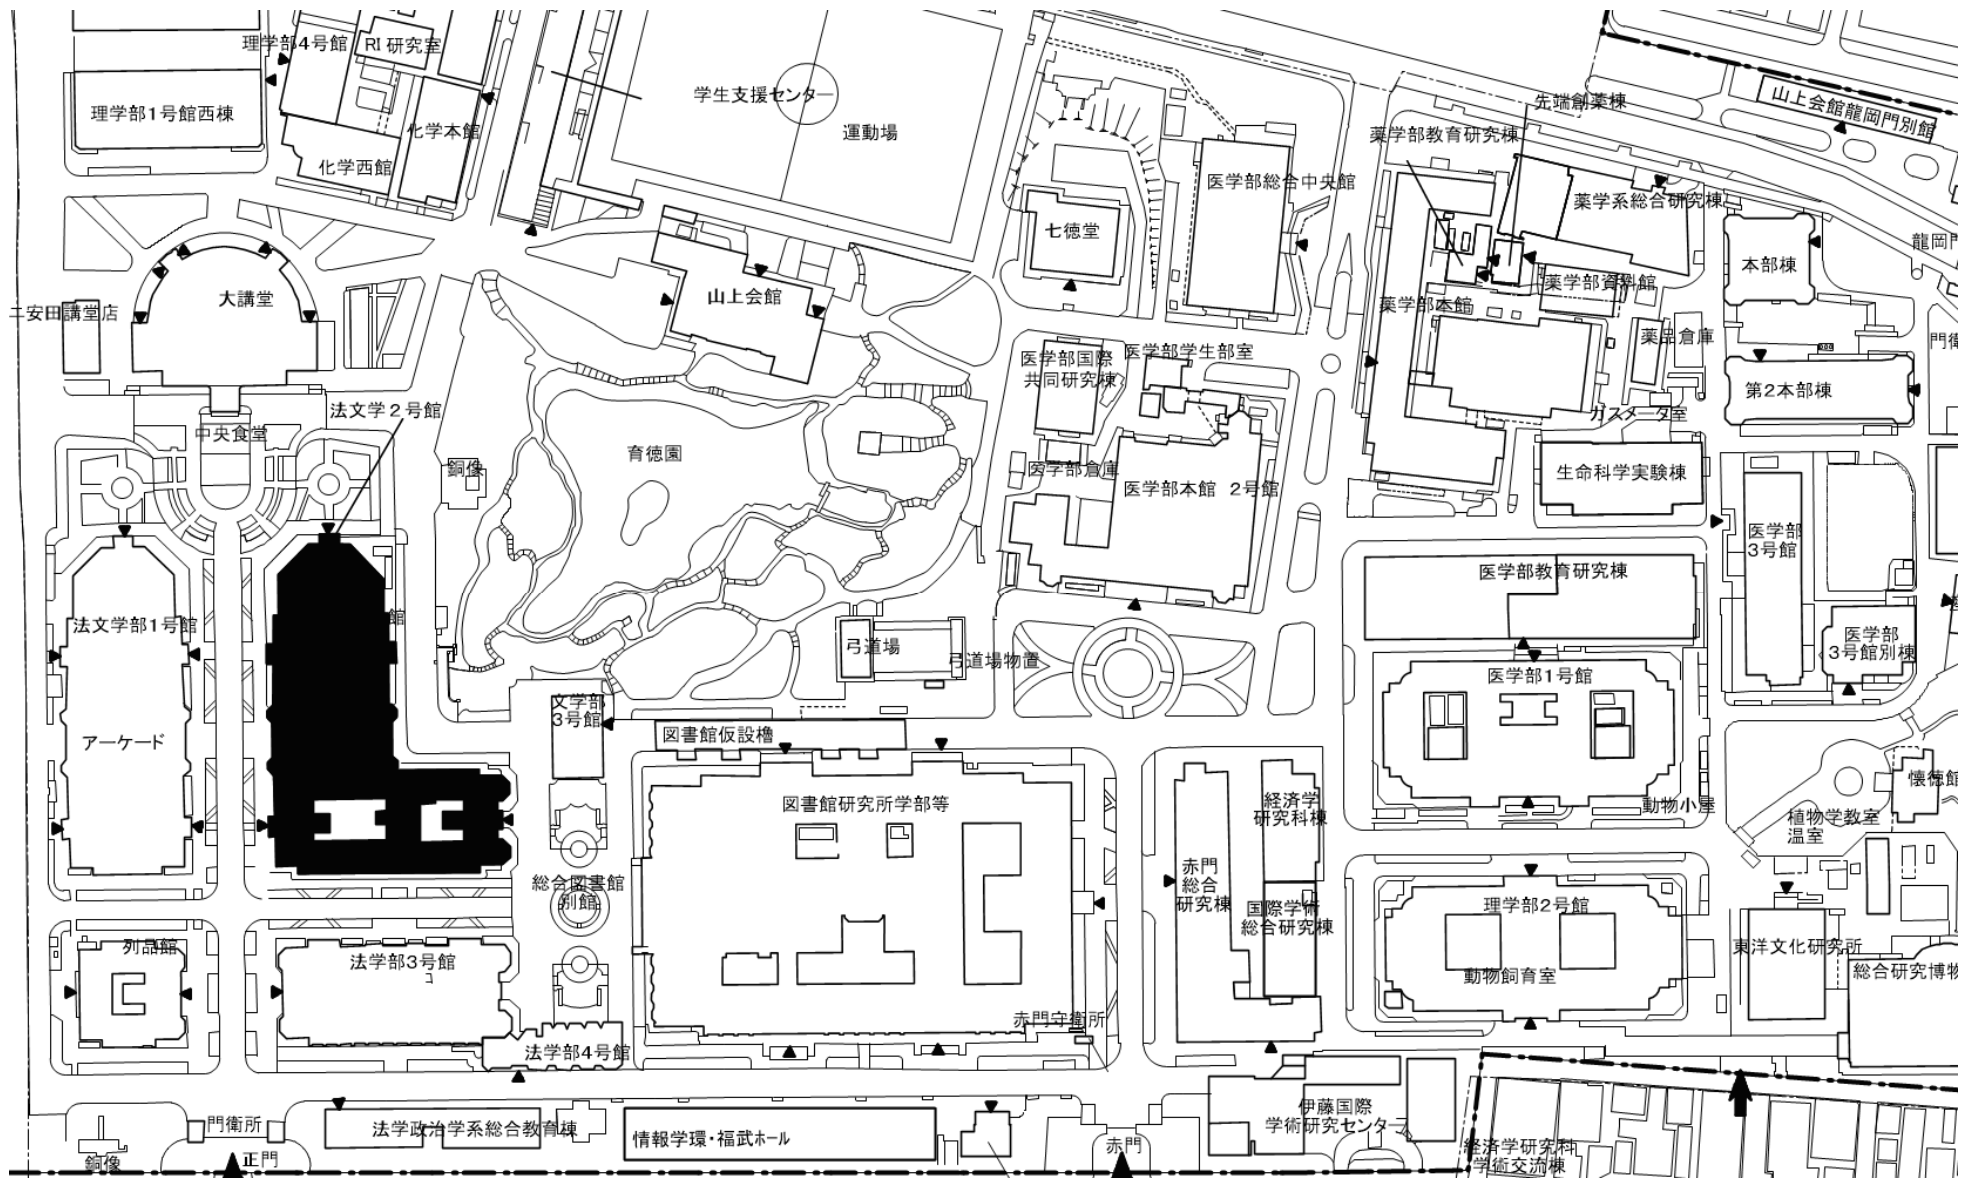 理学部4号館
RI 研究室
理学部1号館西棟
化学本館
化学西館
学生支援センター
運動場
先端創薬棟
山上会館龍岡門別館
薬学部教育研究棟
医学部総合中央館
薬学系総合研究棟
七徳堂
龍岡門
本部棟
大講堂
山上会館
薬学部資料館
薬学部本館
ニ安田講堂店
薬品倉庫
医学部学生部室
医学部国際
共同研究棟
第2本部棟
法文学2号館
ガスメータ室
中央食堂
育徳園
銅像
医学部倉庫
医学部本館 2号館
生命科学実験棟
医学部
3号館
医学部教育研究棟
館
法文学部1号館
弓道場
弓道場物置
医学部
3号館別棟
医学部1号館
文学部
3号館
図書館仮設櫓
アーケード
懐徳館
図書館研究所学部等
経済学
研究科棟
動物小屋
植物学教室
温室
赤門
総合
研究棟
総合図書館
別館
国際学術
総合研究棟
理学部2号館
列品館
法学部3号館
コ
動物飼育室
東洋文化研究所
総合研究博物
赤門守衛所
法学部4号館
門衛所
法学政治学系総合教育棟
情報学環・福武ホール
伊藤国際
学術研究センター
赤門
経済学研究科
学術交流棟
銅像
正門